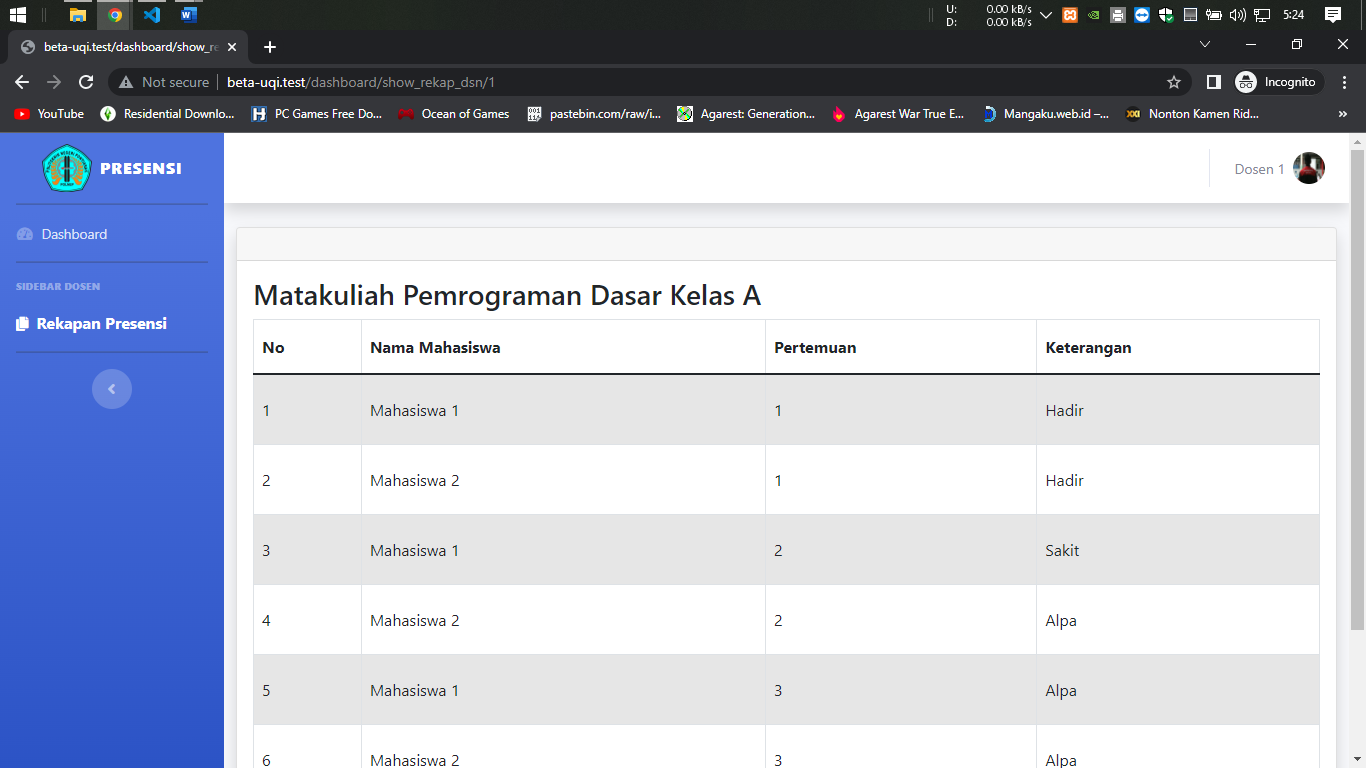 U: 0.00 kB/s
D: 0.00 kB/s
5:24
beta-uqi.test/dashboard/show_re
Not secure beta-uqi.test/dashboard/show_rekap_dsn/1
Incognito
YouTube Residential Downlo... PC Games Free Do... Ocean of Games pastebin.com/raw/i... Agarest: Generation... Agarest War True E... Mangaku.web.id –... Nonton Kamen Rid... »
PRESENSI
Dosen 1
Dashboard
SIDEBAR DOSEN
Rekapan Presensi
Matakuliah Pemrograman Dasar Kelas A
No Nama Mahasiswa Pertemuan Keterangan
1 Mahasiswa 1 1 Hadir
2 Mahasiswa 2 1 Hadir
3 Mahasiswa 1 2 Sakit
4 Mahasiswa 2 2 Alpa
5 Mahasiswa 1 3 Alpa
6 Mahasiswa 2 3 Alpa